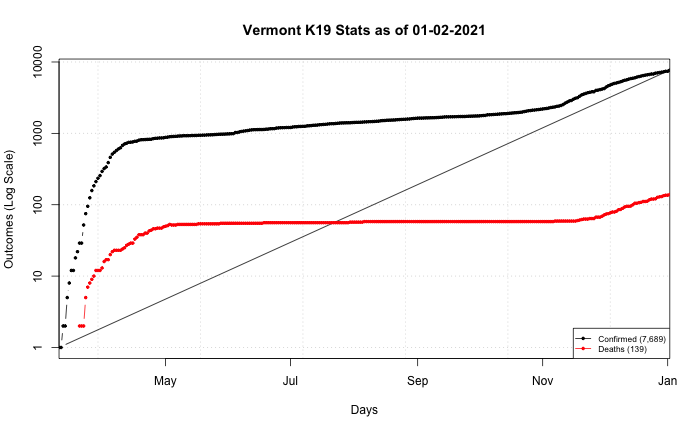 Vermont K19 Stats as of 01-02-2021
Outcomes (Log Scale)
10000
1000
100
10
1
May Jul Sep Nov Jan
Days
Confirmed (7,689)
Deaths (139)